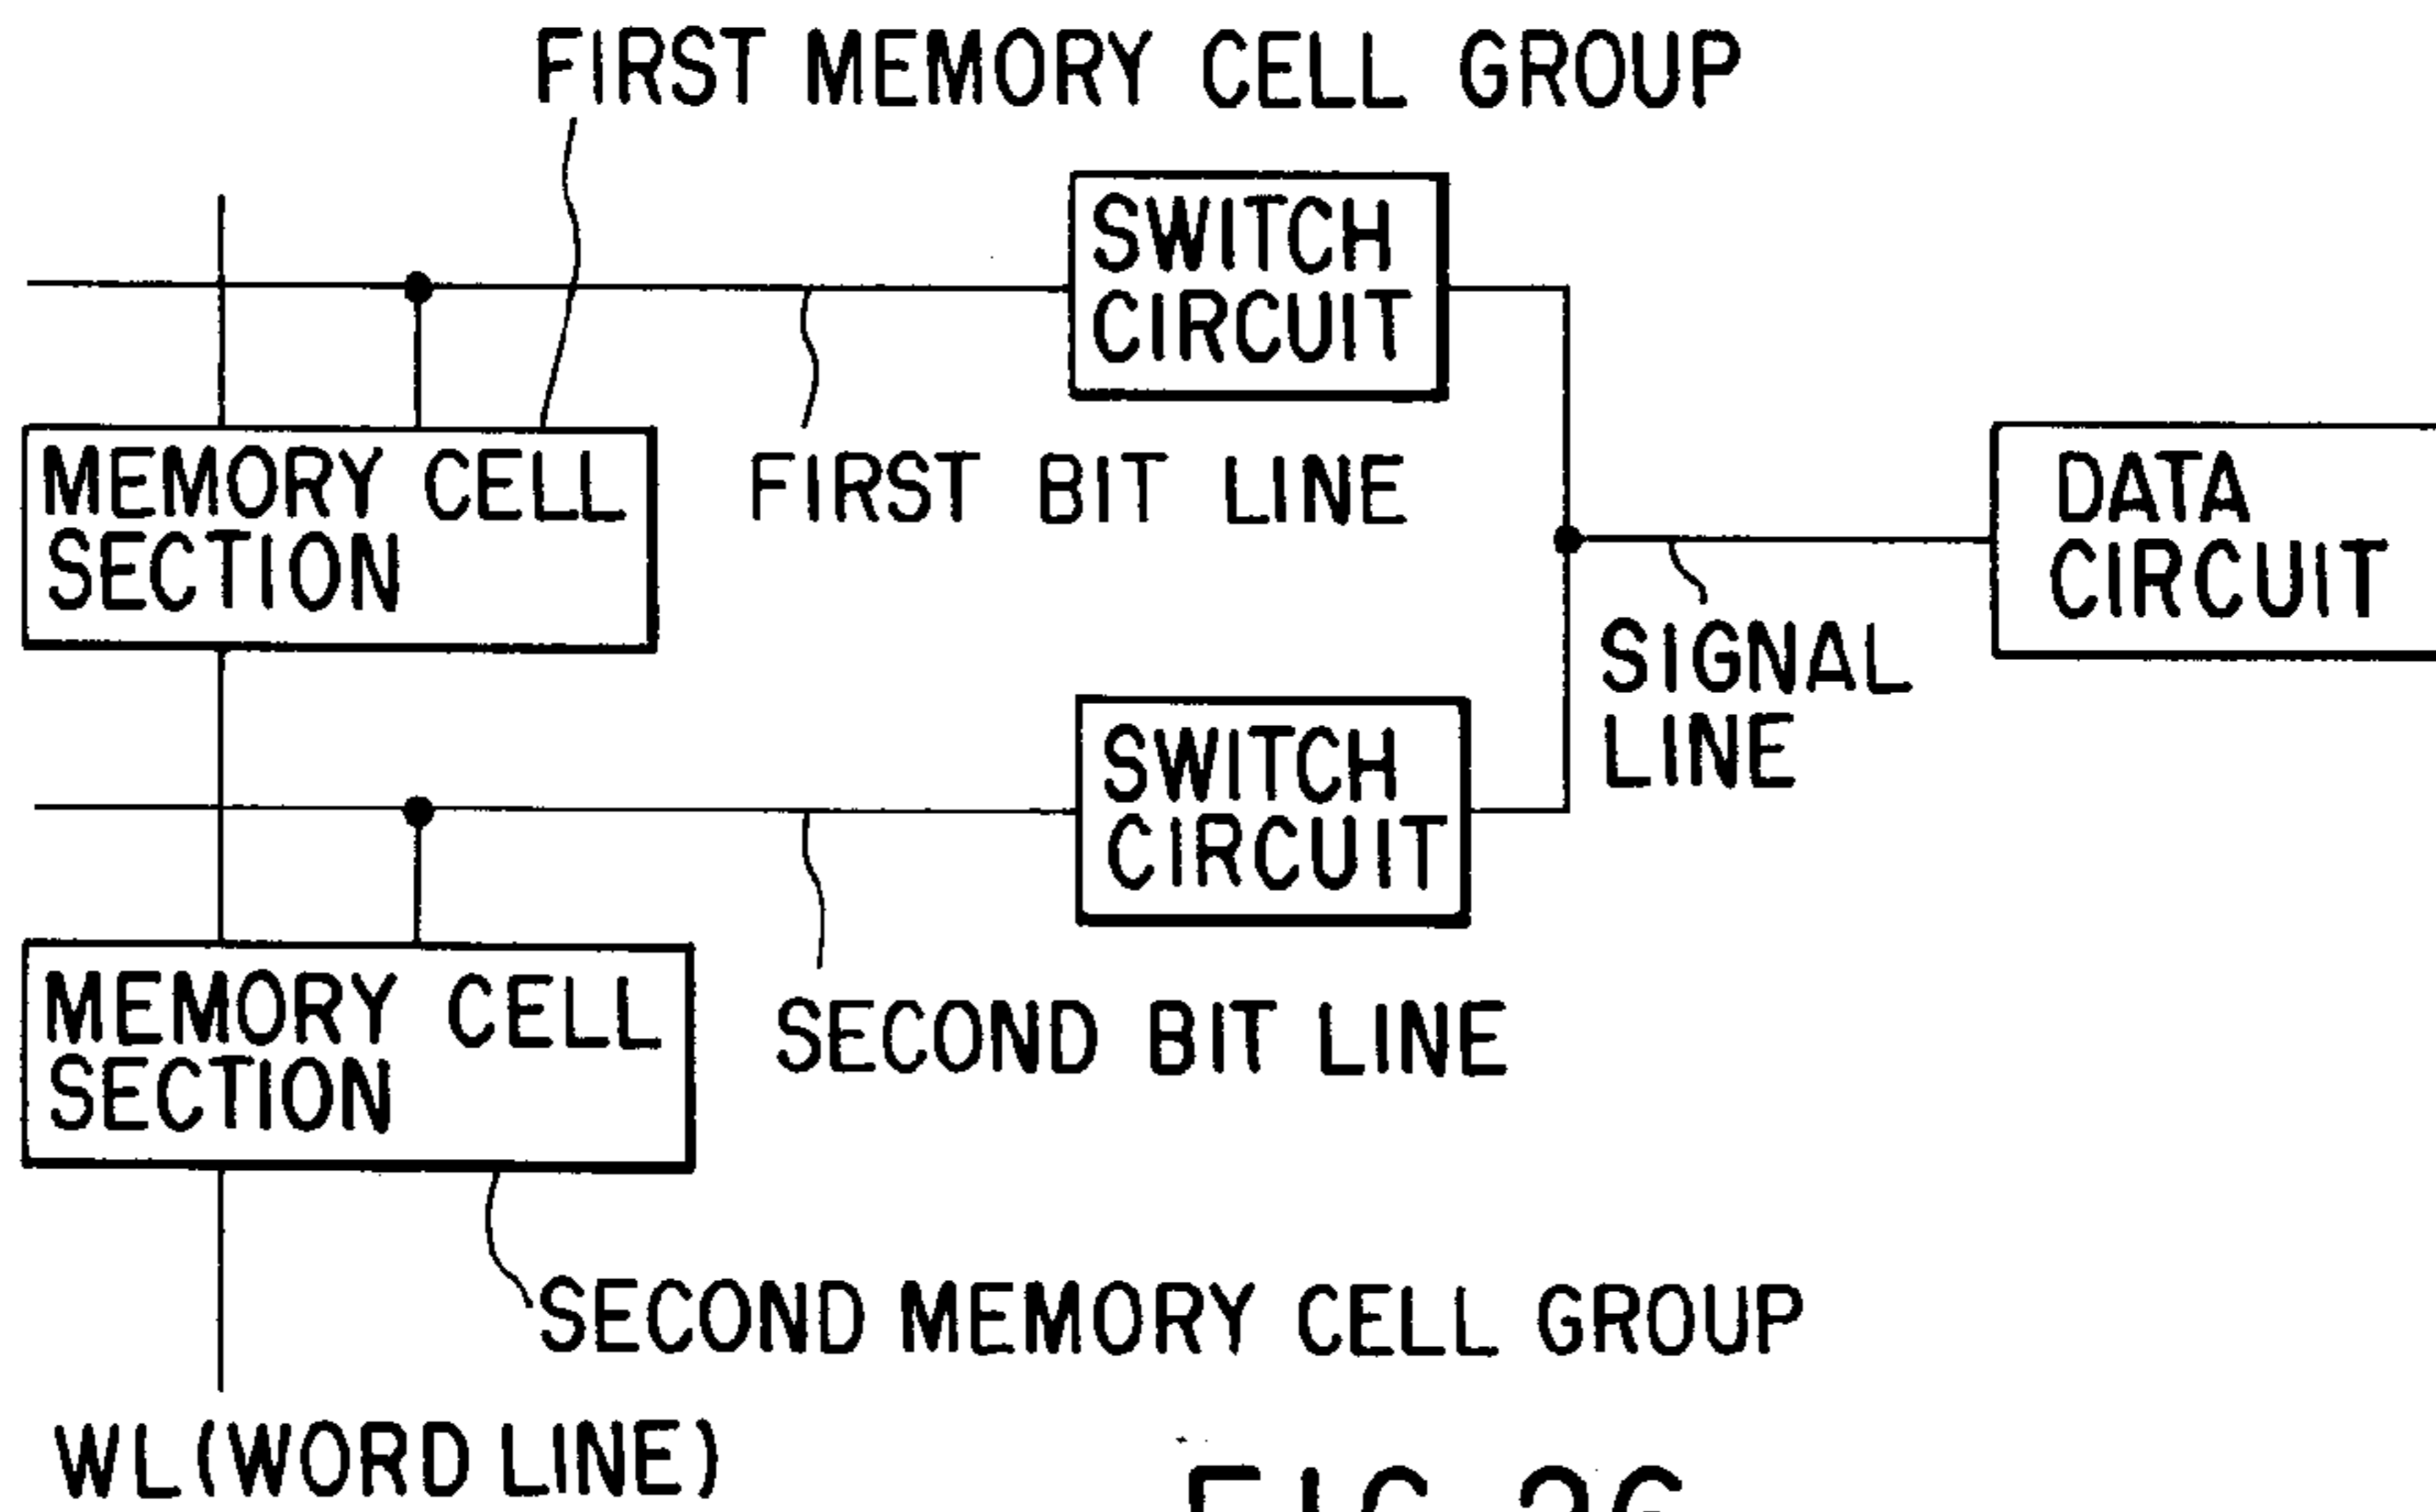 FIRST MEMORY CELL GROUP
SWITCH
CIRCUIT
MEMORY CELL
SECTION
FIRST BIT LINE
DATA
CIRCUIT
SIGNAL
LINE
SWITCH
CIRCUIT
MEMORY CELL
SECTION
SECOND BIT LINE
SECOND MEMORY CELL GROUP
WL(WORD LINE)